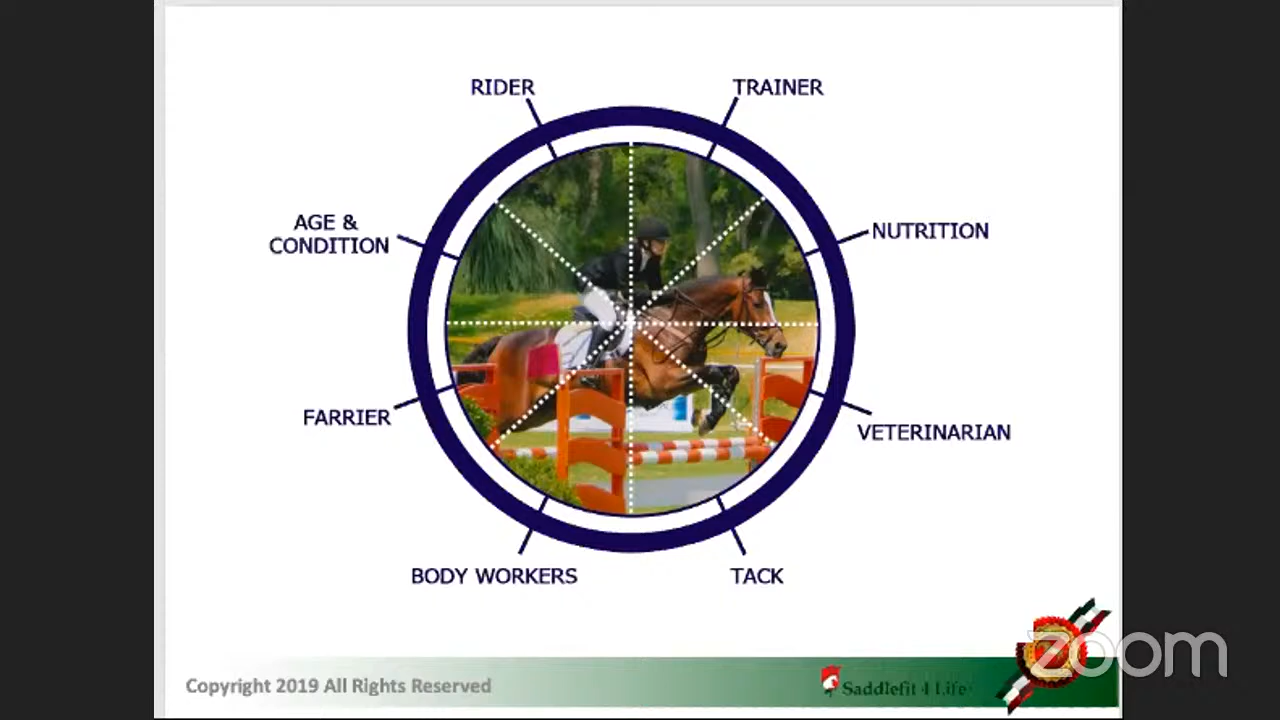 RIDER
TRAINER
AGE &
CONDITION
NUTRITION
FARRIER
VETERINARIAN
BODY WORKERS
TACK
Copyright 2019 All Rights Reserved
Saddlefit 4 Life
zoom